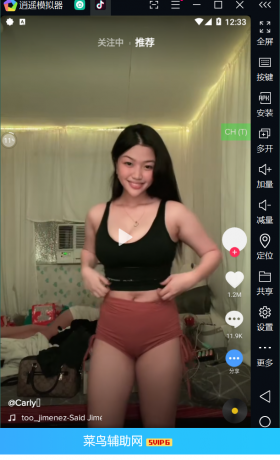 逍遥模拟器
12:33
关注中
推荐
全屏
按键
安装
CH (T)
多开
加量
减量
定位
共享
1.2M
设置
11.9K
更多
分享
@Carly
too_jimenez-Said Jime
菜鸟辅助网 SVIP6